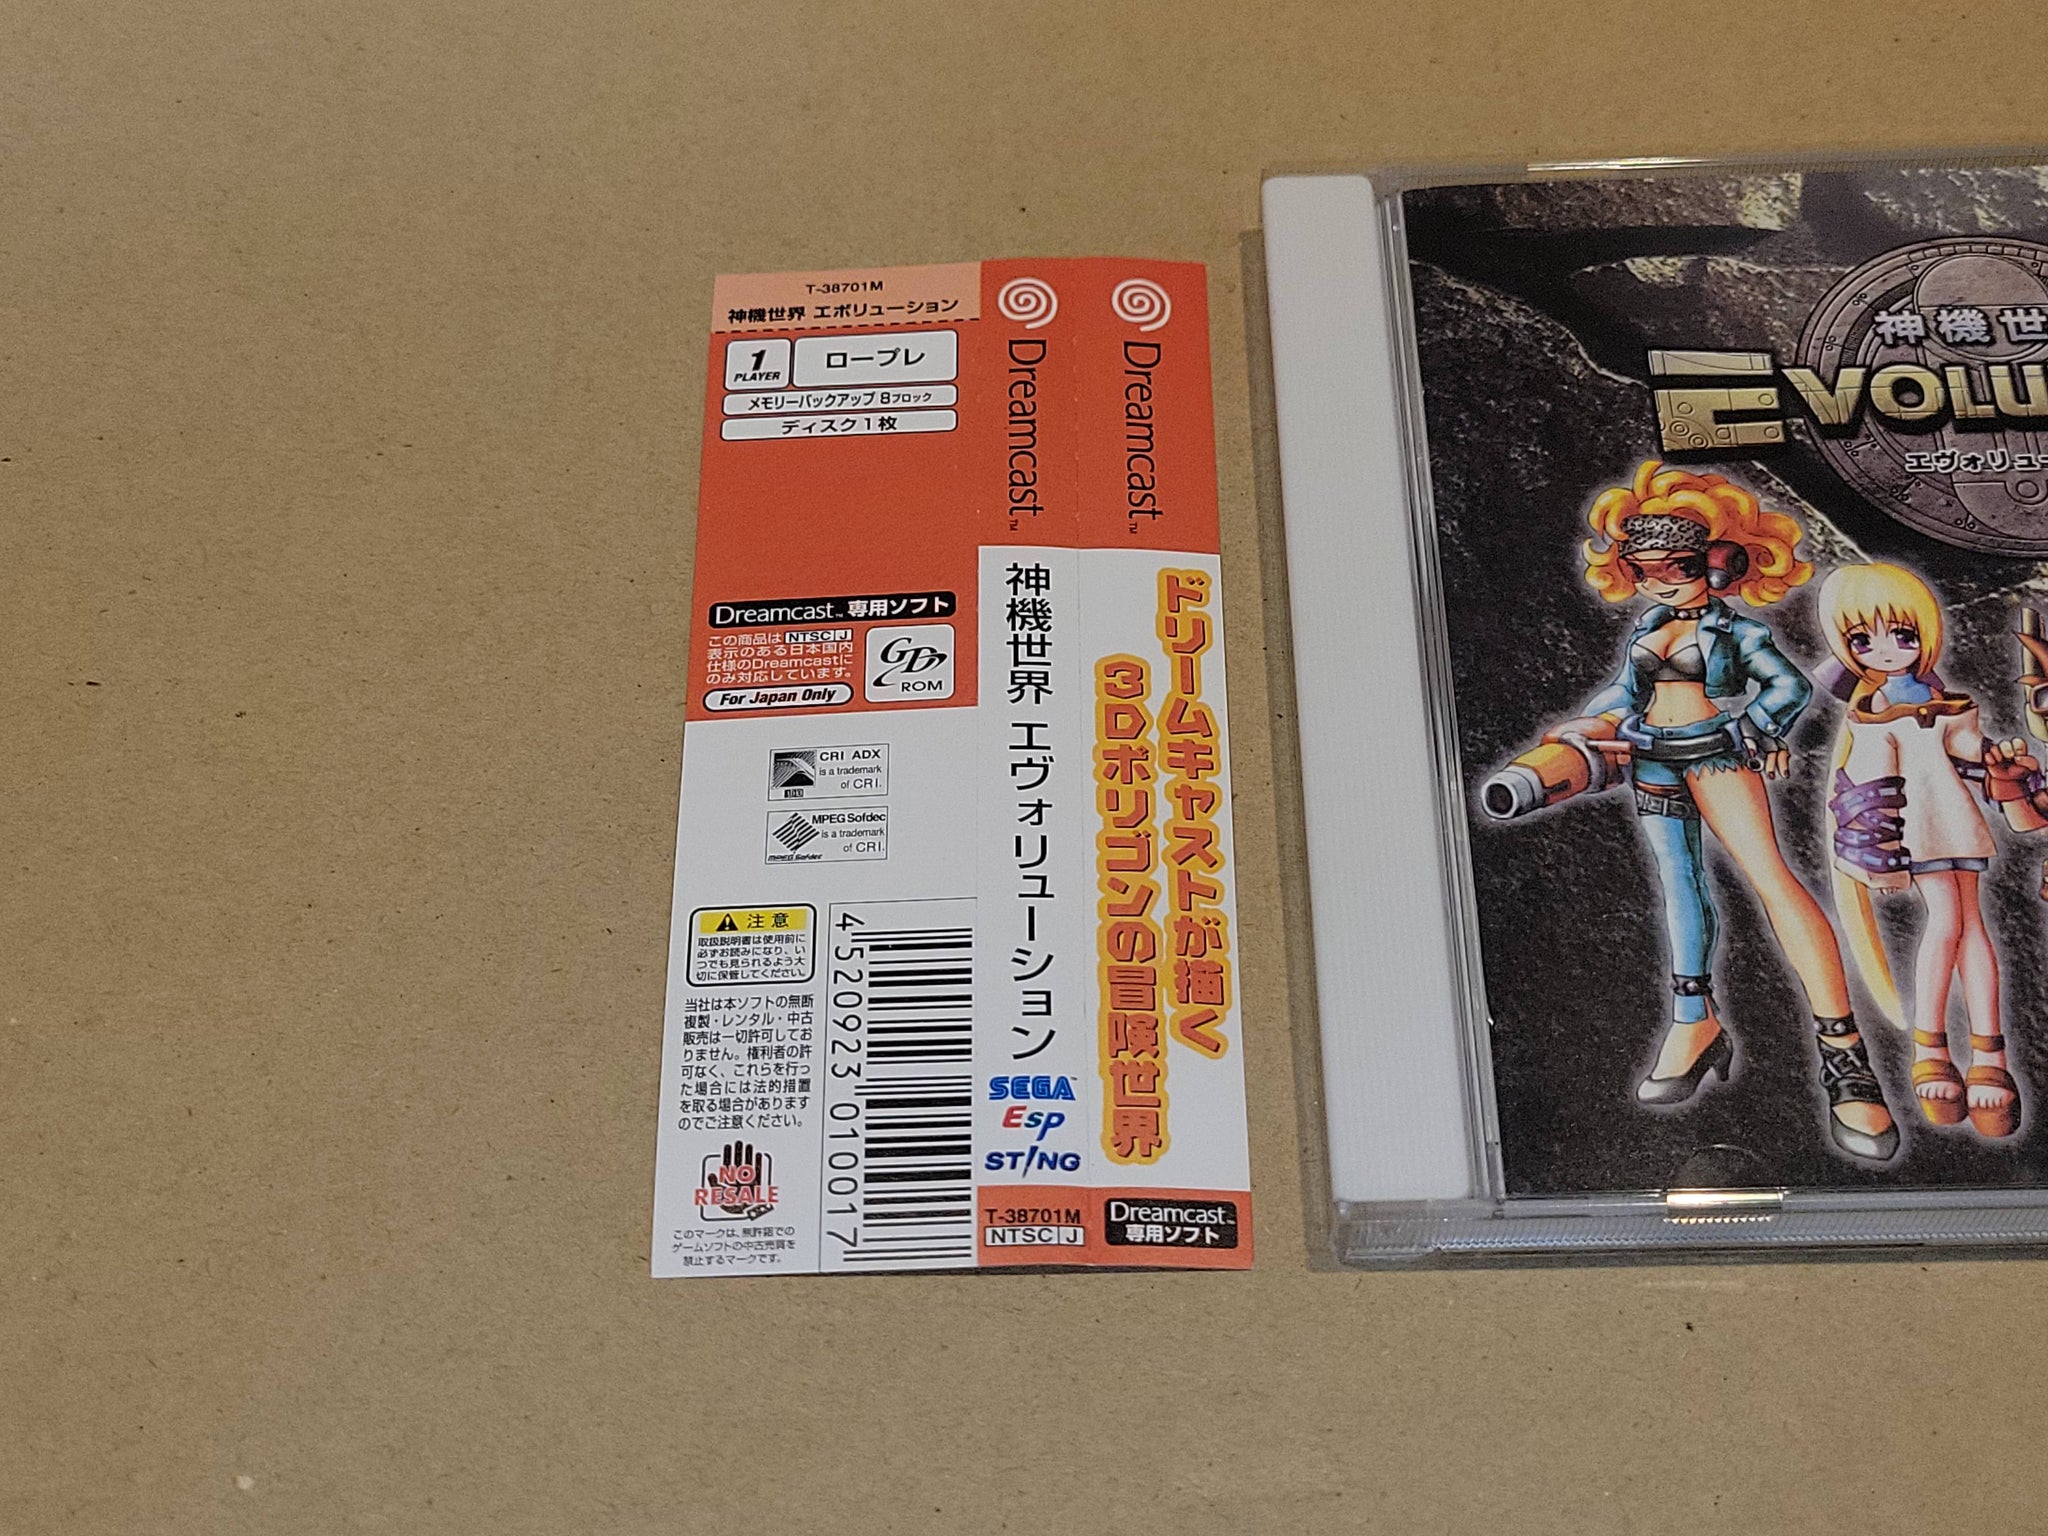 T-38701M
神機世界 エボリューション
1
PLAYER
ロープレ
メモリーバックアップ 8ブロック
ディスク1枚
Dreamcast™ 専用ソフト
この商品は NTSC J
表示のある日本国内
仕様のDreamcastに
のみ対応しています。
For Japan Only
GD
ROM
CRI ADX
is a trademark
of CRI.
MPEG Sofdec
is a trademark
of CRI.
MPEG Sofdec
注意
取扱説明書は使用前に
必ずお読みになり、い
つでも見られるよう大
切に保管してください。
当社は本ソフトの無断
複製・レンタル・中古
販売は一切許可してお
りません。権利者の許
可なく、これらを行っ
た場合には法的措置
を取る場合があります
のでご注意ください。
NO
RESALE
このマークは、無許諾での
ゲームソフトの中古売買を
禁止するマークです。
4520923010017
Dreamcast™
神機世界 エヴォリューション
SEGA™
ESP
STING
T-38701M
NTSC J
Dreamcast™
ドリームキャストが描く
3Dポリゴンの冒険世界
Dreamcast™
専用ソフト
神機世
EVOLU
エヴォリュー